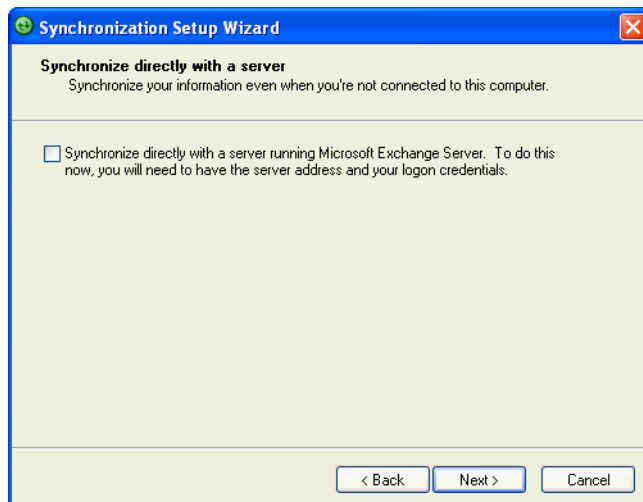 Synchronization Setup Wizard
Synchronize directly with a server
Synchronize your information even when you're not connected to this computer.
Synchronize directly with a server running Microsoft Exchange Server.  To do this
now, you will need to have the server address and your logon credentials.
< Back Next > Cancel